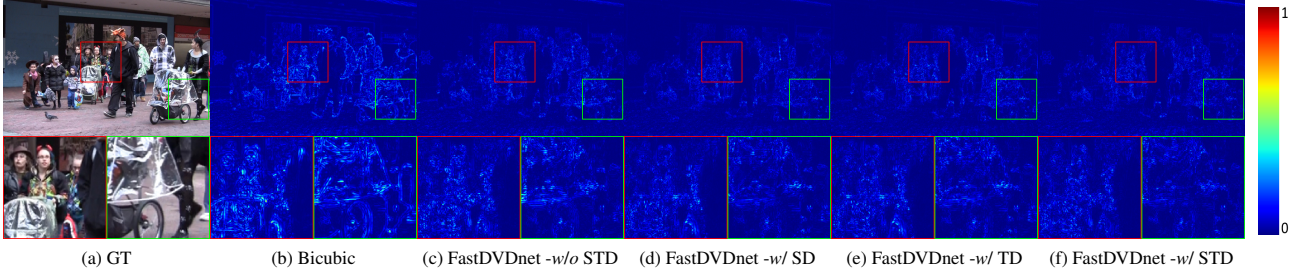 1
0
(a) GT
(b) Bicubic
(c) FastDVDnet -w/o STD
(d) FastDVDnet -w/ SD
(e) FastDVDnet -w/ TD
(f) FastDVDnet -w/ STD